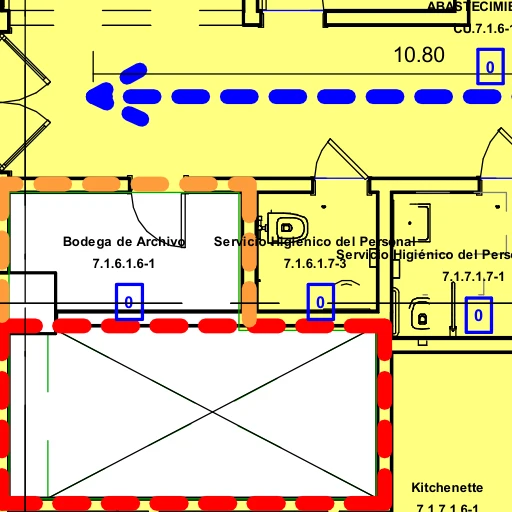 ABASTECIMIE
CU.7.1.6-1
10.80
0
Bodega de Archivo
7.1.6.1.6-1
0
Servicio Higiénico del Personal
7.1.6.1.7-3
0
Servicio Higiénico del Perso
7.1.7.1.7-1
0
Kitchenette
7.1.7.1.6-1